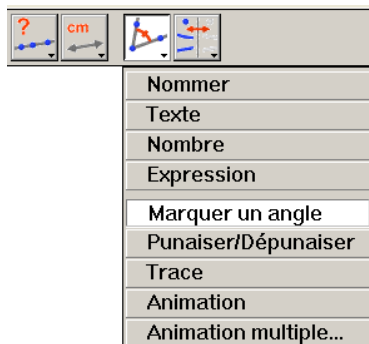 ?
cm
Nommer
Texte
Nombre
Expression
Marquer un angle
Punaiser/Dépunaiser
Trace
Animation
Animation multiple...